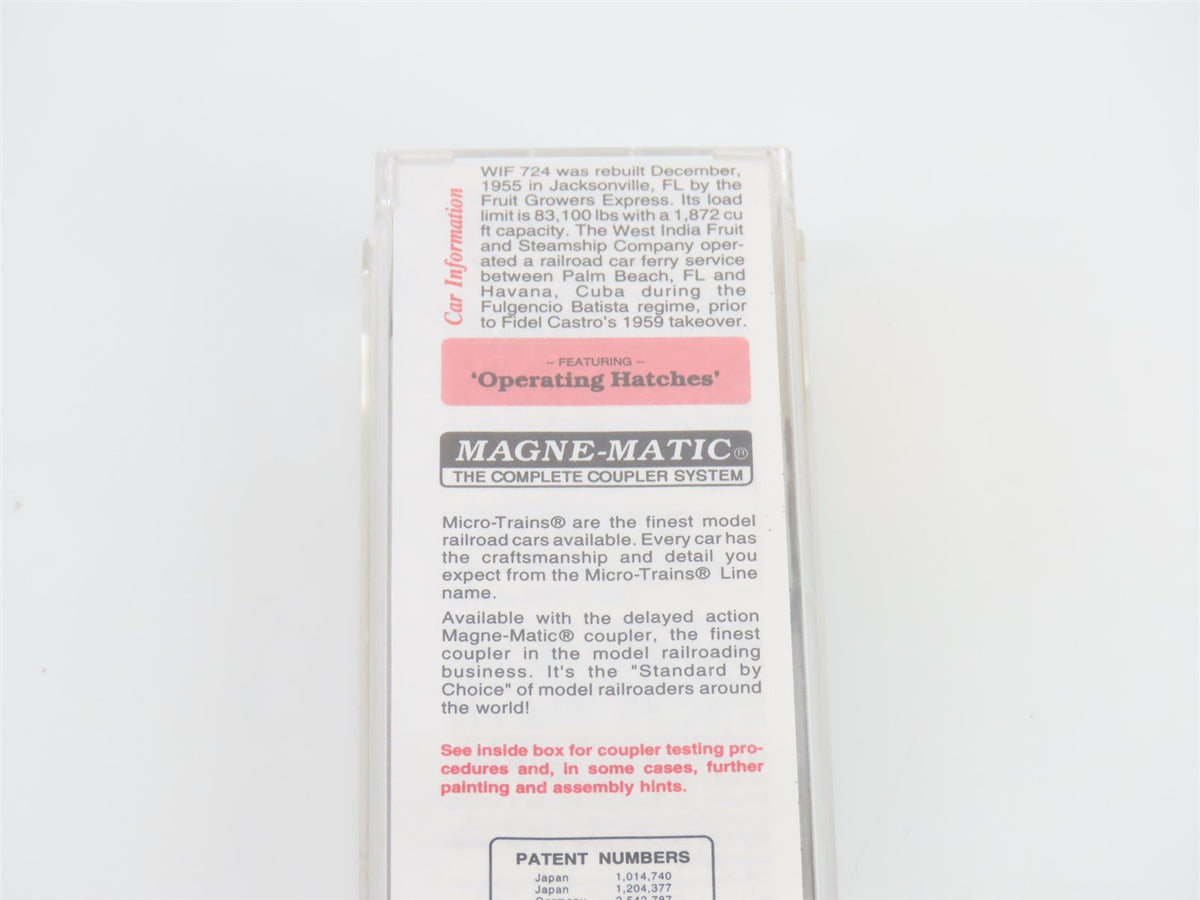 Car Information
WIF 724 was rebuilt December,
1955 in Jacksonville, FL by the
Fruit Growers Express. Its load
limit is 83,100 lbs with a 1,872 cu
ft capacity. The West India Fruit
and Steamship Company oper-
ated a railroad car ferry service
between Palm Beach, FL and
Havana, Cuba during the
Fulgencio Batista regime, prior
to Fidel Castro's 1959 takeover.
-- FEATURING --
'Operating Hatches'
MAGNE-MATIC®
THE COMPLETE COUPLER SYSTEM
Micro-Trains® are the finest model
railroad cars available. Every car has
the craftsmanship and detail you
expect from the Micro-Trains® Line
name.
Available with the delayed action
Magne-Matic® coupler, the finest
coupler in the model railroading
business. It's the "Standard by
Choice" of model railroaders around
the world!
See inside box for coupler testing pro-
cedures and, in some cases, further
painting and assembly hints.
PATENT NUMBERS
Japan 1,014,740
Japan 1,204,377
Germany 2,542,787